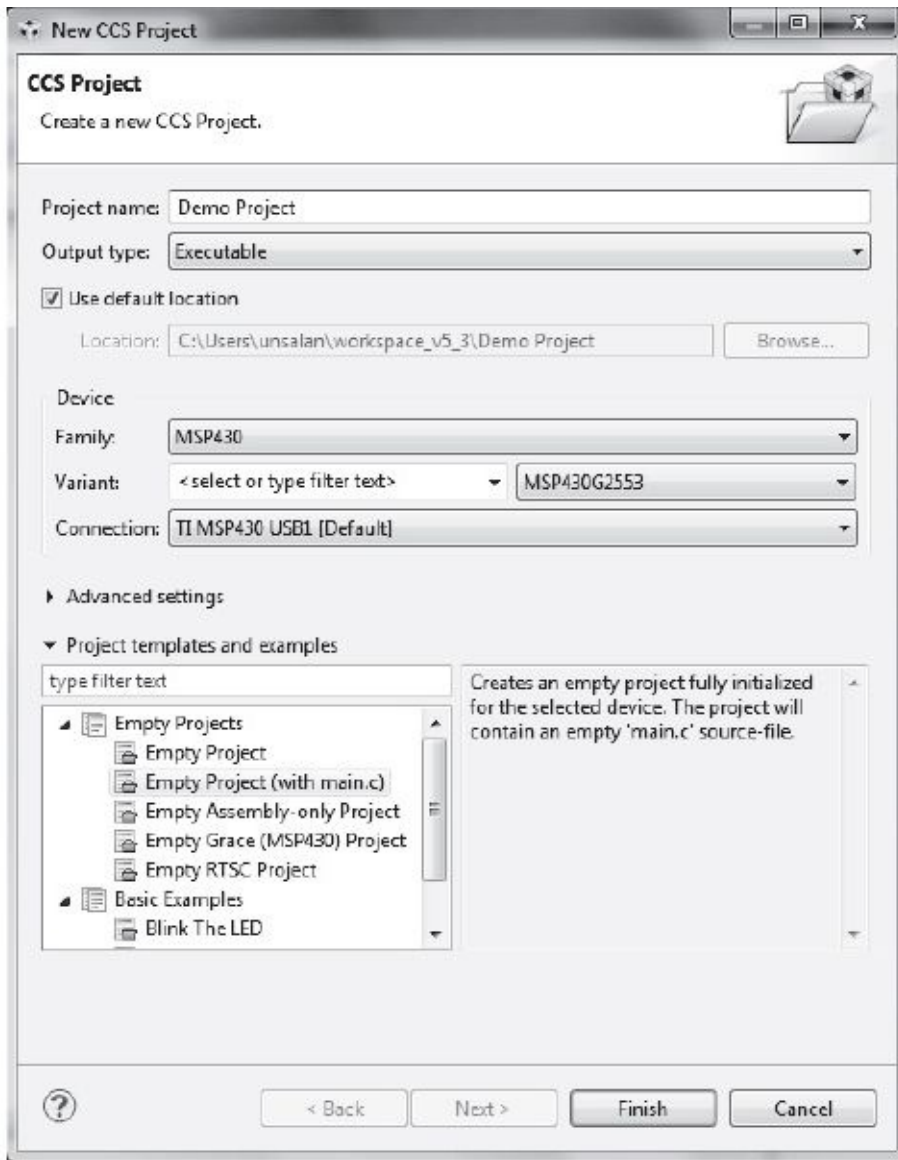 New CCS Project
CCS Project
Create a new CCS Project.
Project name: Demo Project
Output type: Executable
Use default location
Location: C:\Users\unsalan\workspace_v5_3\Demo Project Browse...
Device
Family: MSP430
Variant: <select or type filter text> MSP430G2553
Connection: TI MSP430 USB1 [Default]
Advanced settings
Project templates and examples
type filter text
Empty Projects
Empty Project
Empty Project (with main.c)
Empty Assembly-only Project
Empty Grace (MSP430) Project
Empty RTSC Project
Basic Examples
Blink The LED
Creates an empty project fully initialized
for the selected device. The project will
contain an empty 'main.c' source-file.
? < Back Next > Finish Cancel